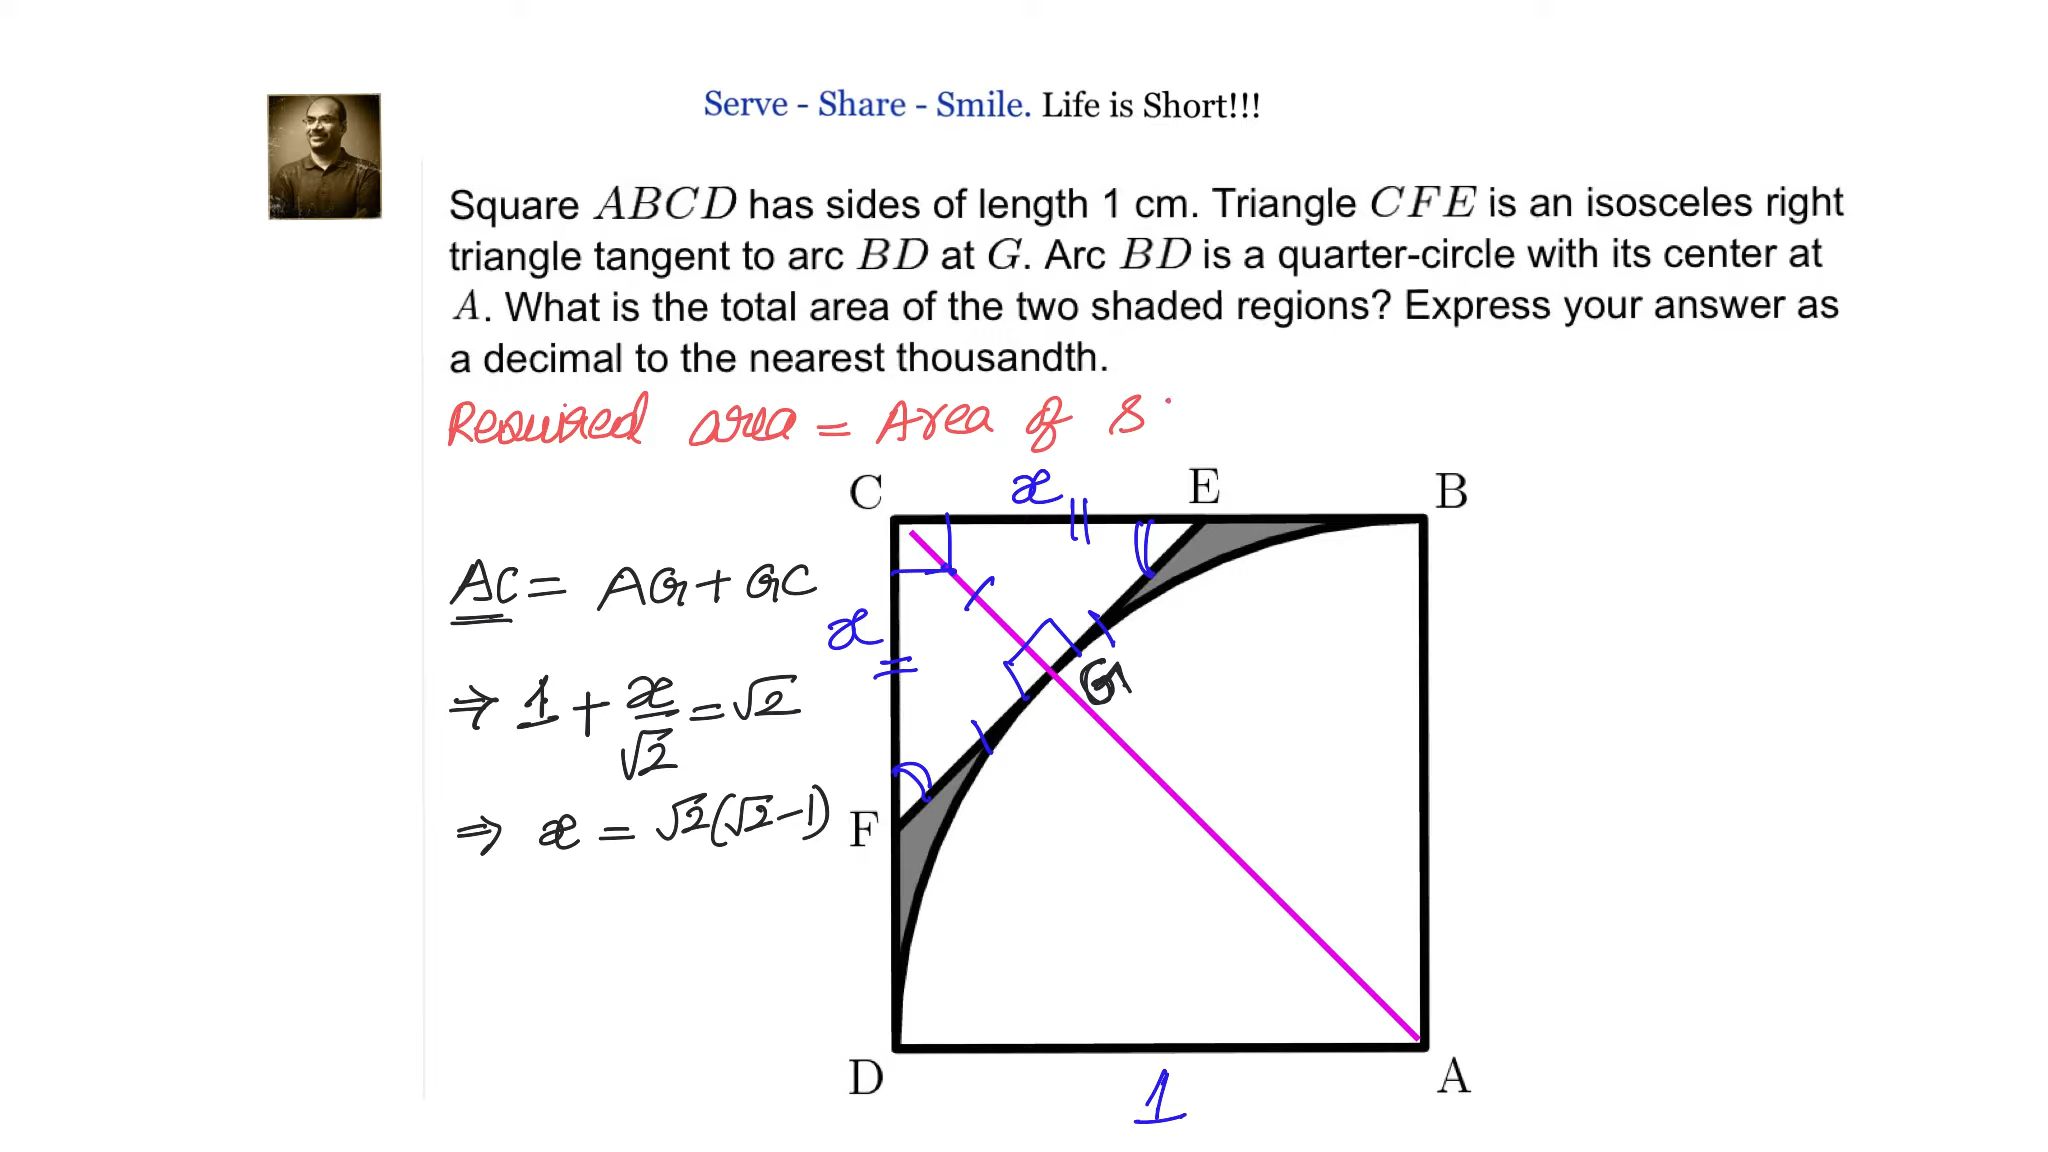 Serve - Share - Smile. Life is Short!!!
Square ABCD has sides of length 1 cm. Triangle CFE is an isosceles right
triangle tangent to arc BD at G. Arc BD is a quarter-circle with its center at
A. What is the total area of the two shaded regions? Express your answer as
a decimal to the nearest thousandth.
Required area = Area of S
C x E B
AC = AG + GC
x
G
⇒ 1 + x/√2 = √2
⇒ x = √2(√2-1)
F
D A
1